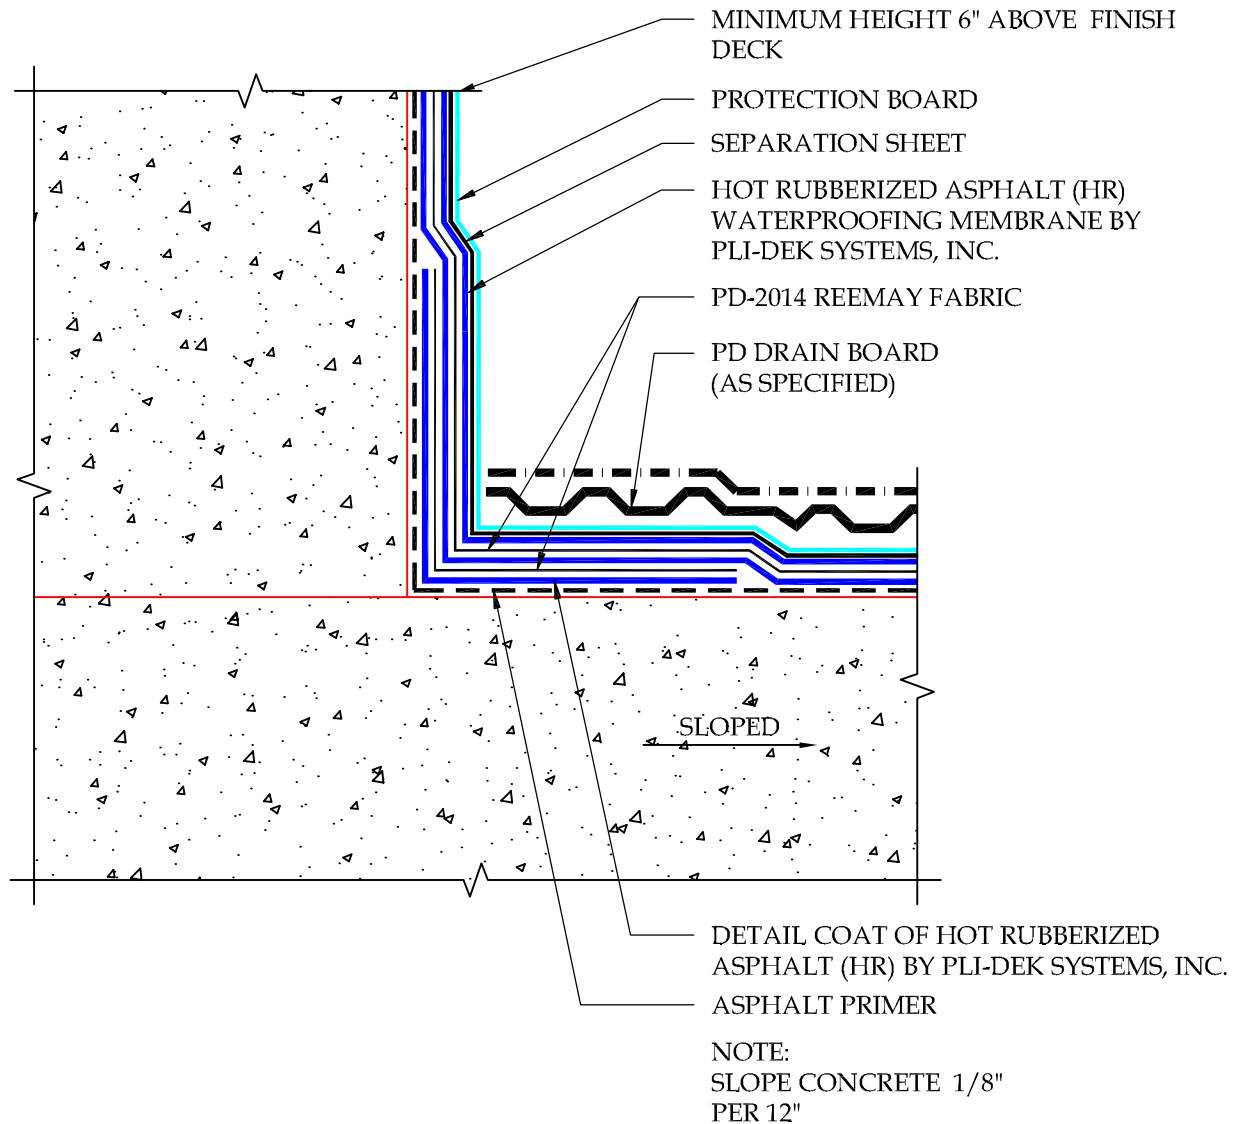 MINIMUM HEIGHT 6" ABOVE FINISH
DECK
PROTECTION BOARD
SEPARATION SHEET
HOT RUBBERIZED ASPHALT (HR)
WATERPROOFING MEMBRANE BY
PLI-DEK SYSTEMS, INC.
PD-2014 REEMAY FABRIC
PD DRAIN BOARD
(AS SPECIFIED)
SLOPED
DETAIL COAT OF HOT RUBBERIZED
ASPHALT (HR) BY PLI-DEK SYSTEMS, INC.
ASPHALT PRIMER
NOTE:
SLOPE CONCRETE 1/8"
PER 12"